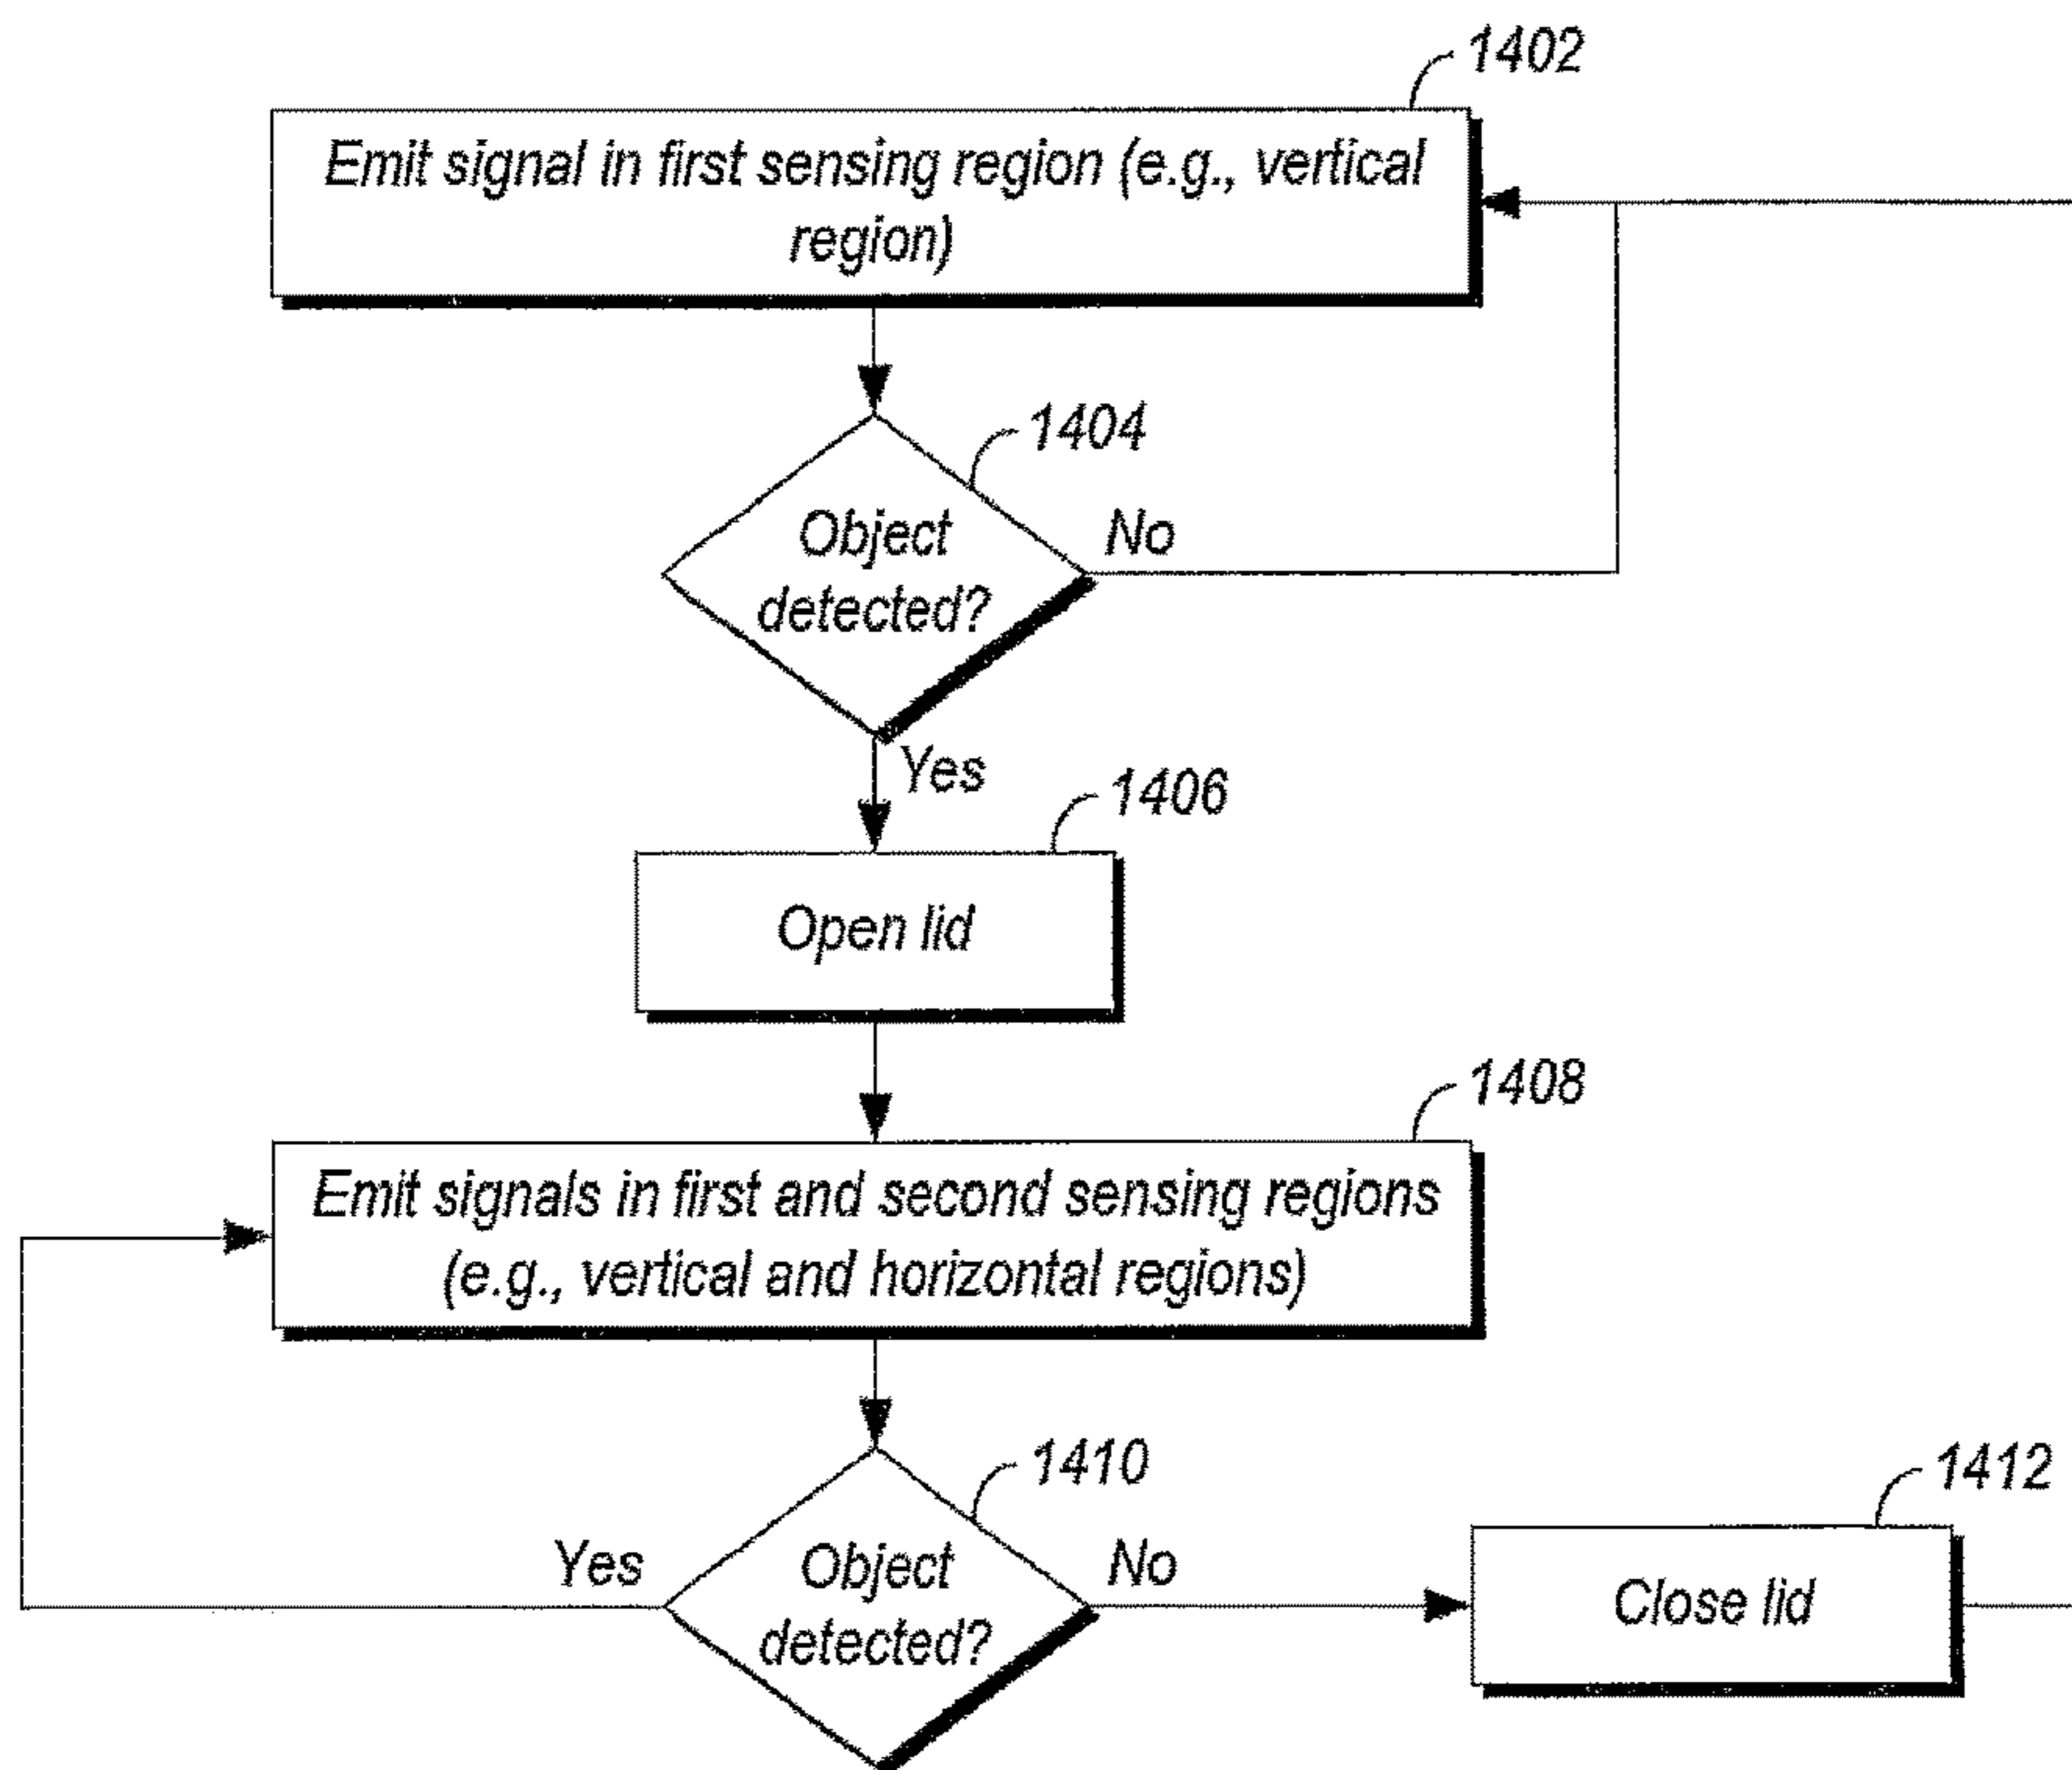 1402
Emit signal in first sensing region (e.g., vertical
region)
1404
Object
detected?
No
Yes
1406
Open lid
1408
Emit signals in first and second sensing regions
(e.g., vertical and horizontal regions)
1410
Object
detected?
Yes
No
1412
Close lid